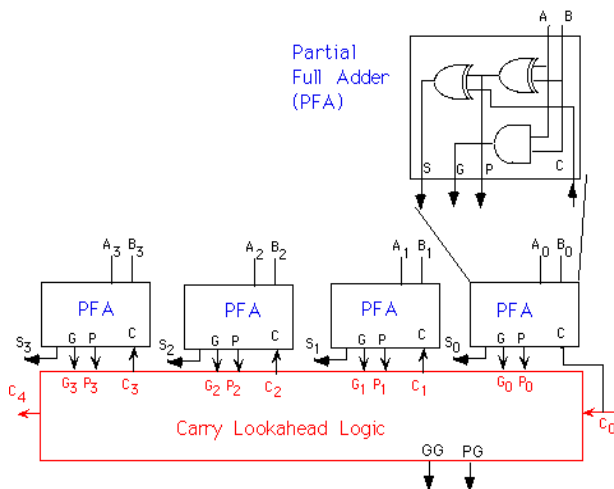 A B
Partial
Full Adder
(PFA)
S G P C
A3 B3 A2 B2 A1 B1 A0 B0
PFA PFA PFA PFA
G P C G P C G P C G P C
S3 S2 S1 S0
C4 G3 P3 C3 G2 P2 C2 G1 P1 C1 G0 P0 C0
Carry Lookahead Logic
GG PG